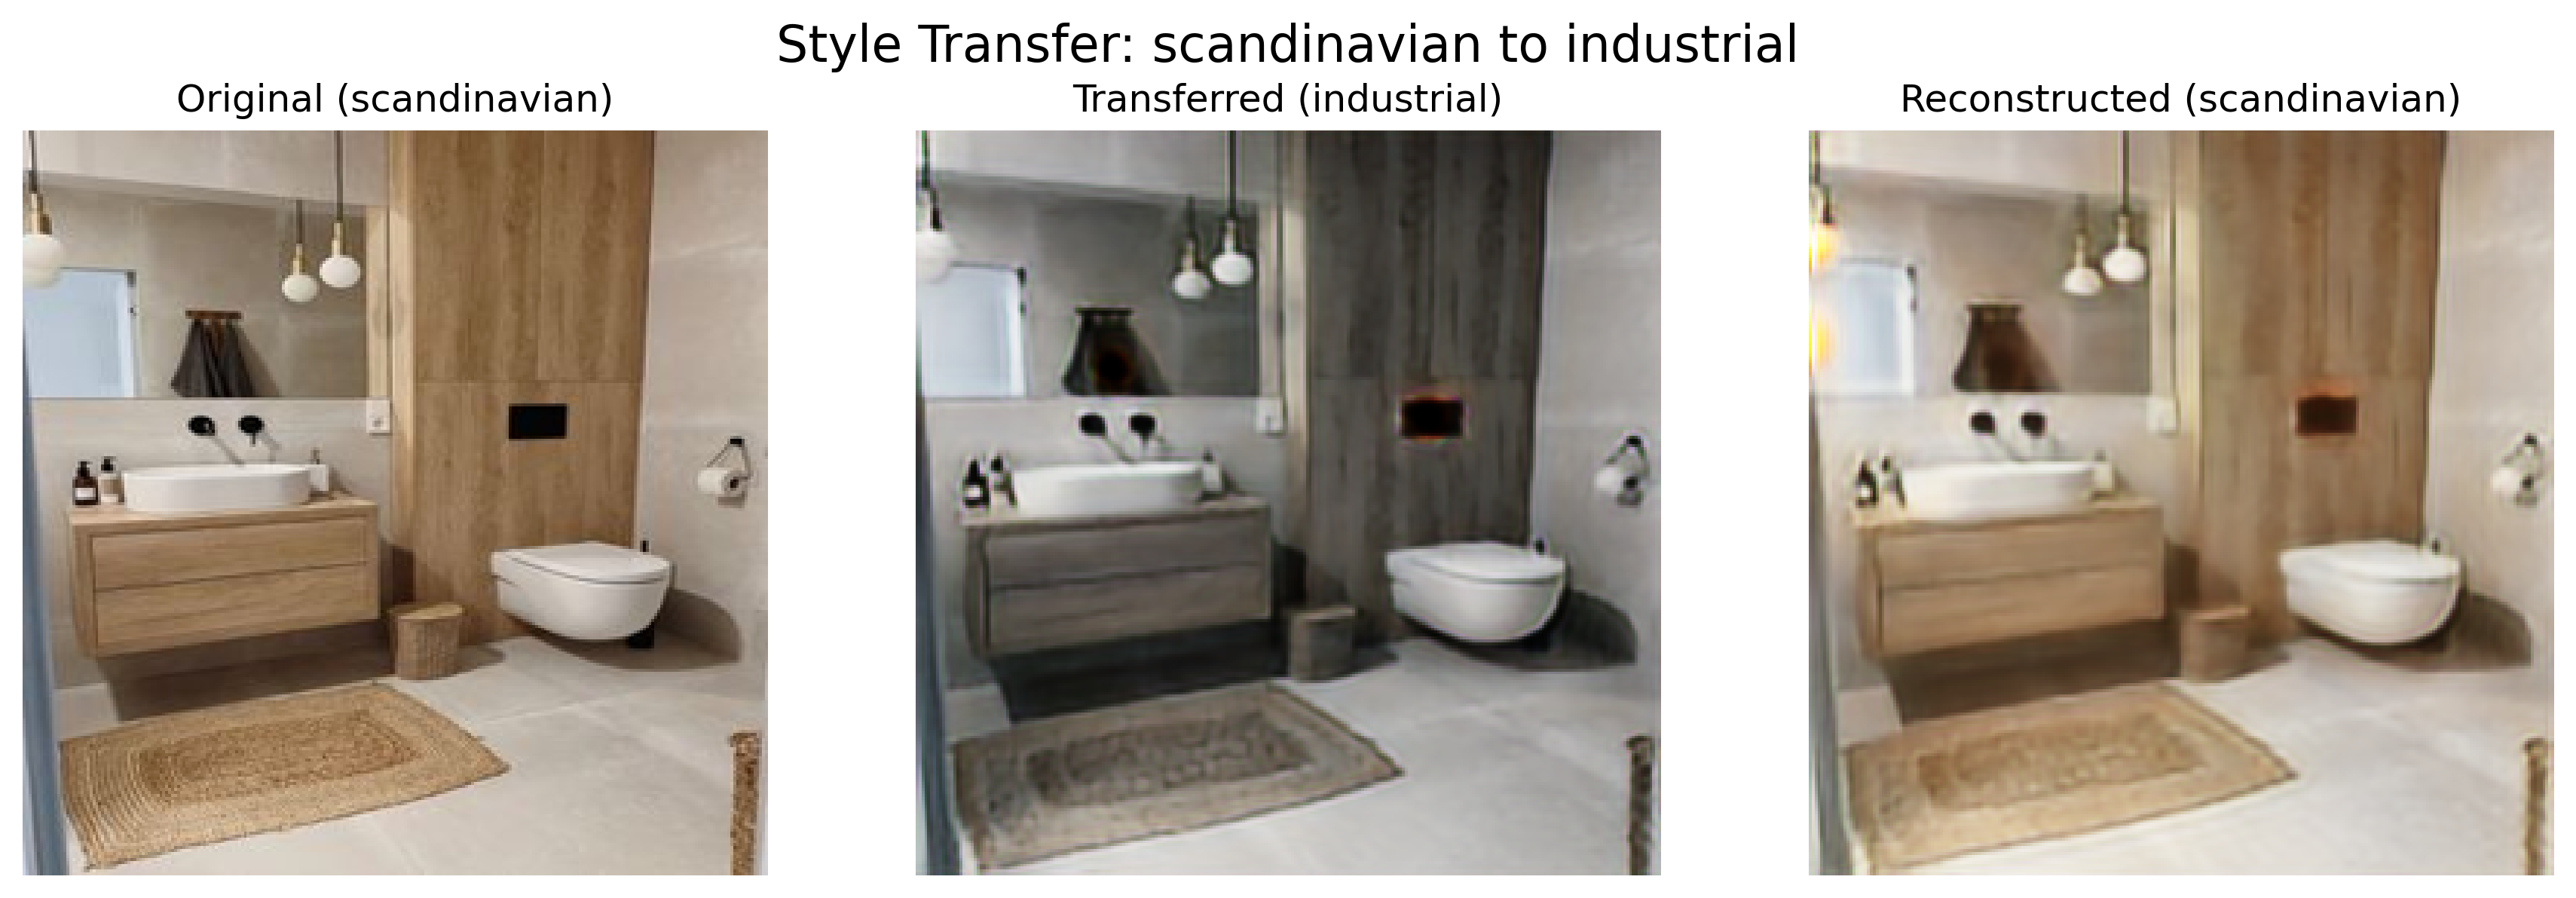 Style Transfer: scandinavian to industrial
Original (scandinavian)
Transferred (industrial)
Reconstructed (scandinavian)